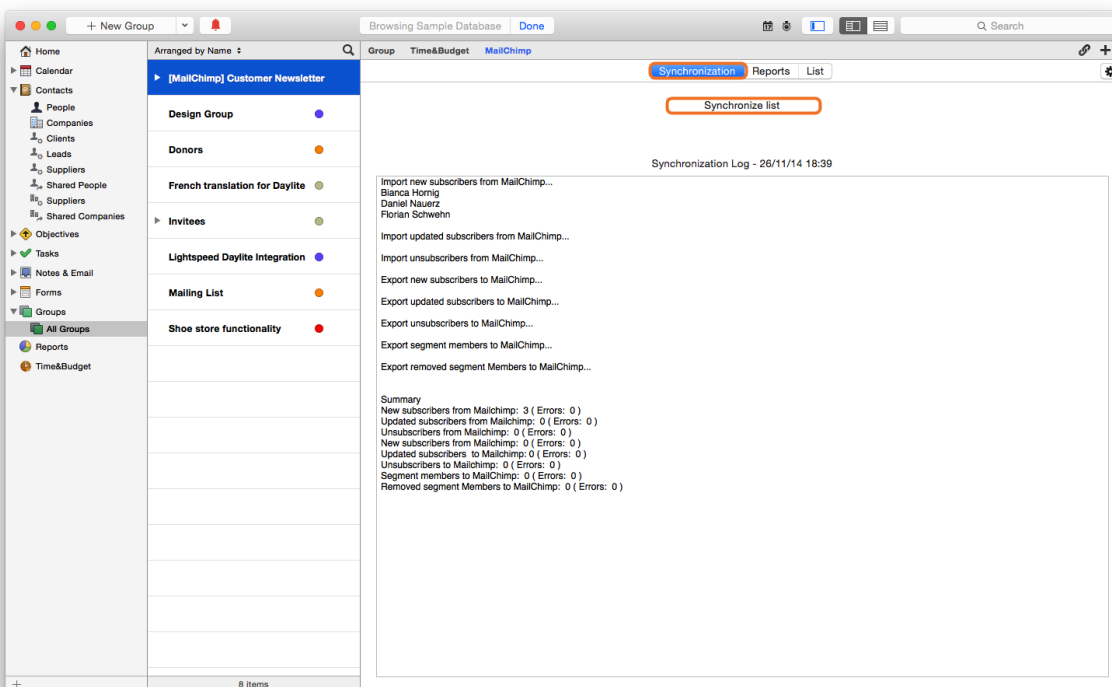 + New Group
Browsing Sample Database Done
Search
Home
Calendar
Contacts
People
Companies
Clients
Leads
Suppliers
Shared People
Suppliers
Shared Companies
Objectives
Tasks
Notes & Email
Forms
Groups
All Groups
Reports
Time&Budget
Arranged by Name
[MailChimp] Customer Newsletter
Design Group
Donors
French translation for Daylite
Invitees
Lightspeed Daylite Integration
Mailing List
Shoe store functionality
8 items
Group Time&Budget MailChimp
Synchronization Reports List
Synchronize list
Synchronization Log - 26/11/14 18:39
Import new subscribers from MailChimp...
Bianca Hornig
Daniel Nauerz
Florian Schwehn
Import updated subscribers from MailChimp...
Import unsubscribers from MailChimp...
Export new subscribers to MailChimp...
Export updated subscribers to MailChimp...
Export unsubscribers to MailChimp...
Export segment members to MailChimp...
Export removed segment Members to MailChimp...
Summary
New subscribers from Mailchimp: 3 ( Errors: 0 )
Updated subscribers from Mailchimp: 0 ( Errors: 0 )
Unsubscribers from Mailchimp: 0 ( Errors: 0 )
New subscribers from Mailchimp: 0 ( Errors: 0 )
Updated subscribers to Mailchimp: 0 ( Errors: 0 )
Unsubscribers to Mailchimp: 0 ( Errors: 0 )
Segment members to MailChimp: 0 ( Errors: 0 )
Removed segment Members to MailChimp: 0 ( Errors: 0 )